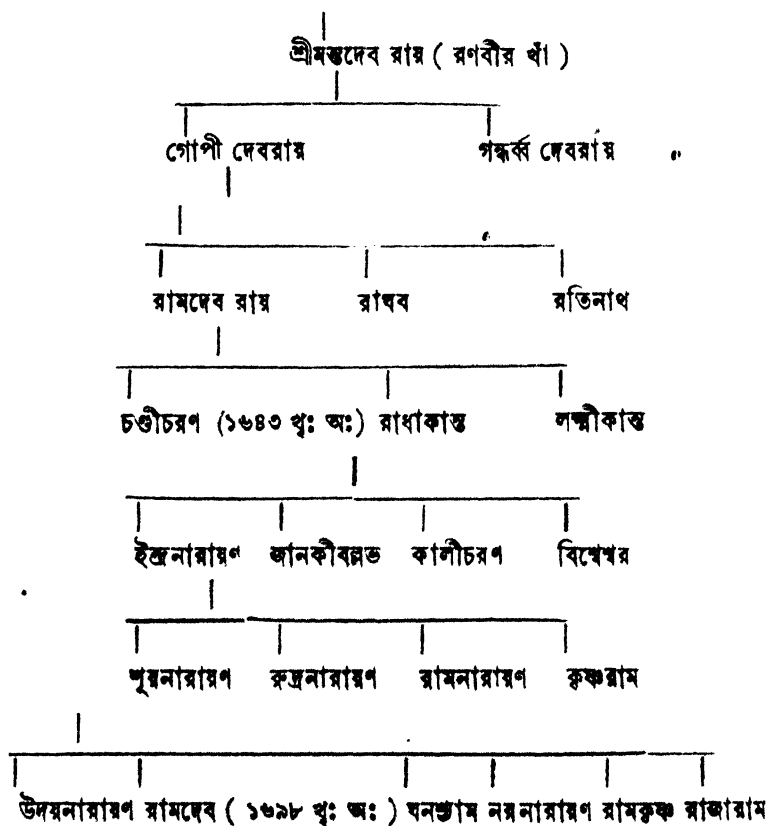 শ্রীমন্তদেব রায় ( রণবীর খাঁ )
গোপী দেবরায় গন্ধর্ব্ব দেবরায়
রামদেব রায় রাঘব রতিনাথ
চণ্ডীচরণ (১৬৪৩ খৃঃ অঃ) রাধাকান্ত লক্ষ্মীকান্ত
ইন্দ্রনারায়ণ জানকীবল্লভ কালীচরণ বিশ্বেশ্বর
শূরনারায়ণ রুদ্রনারায়ণ রামনারায়ণ কৃষ্ণরাম
উদয়নারায়ণ রামদেব ( ১৬৯৮ খৃঃ অঃ ) ঘনশ্যাম নরনারায়ণ রামকৃষ্ণ রাজারাম